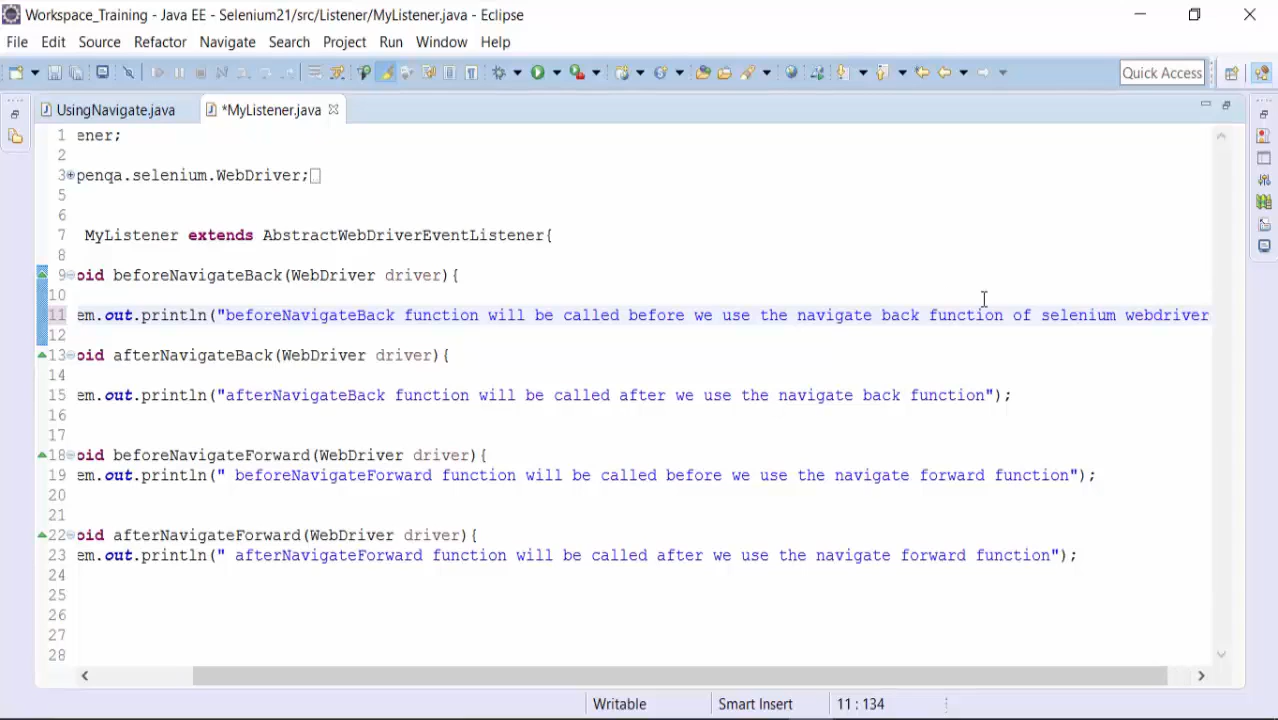 Workspace_Training - Java EE - Selenium21/src/Listener/MyListener.java - Eclipse
File Edit Source Refactor Navigate Search Project Run Window Help
Quick Access
UsingNavigate.java *MyListener.java
1 ener;
2
3 penqa.selenium.WebDriver;
5
6
7 MyListener extends AbstractWebDriverEventListener{
8
9 oid beforeNavigateBack(WebDriver driver){
10
11 em.out.println("beforeNavigateBack function will be called before we use the navigate back function of selenium webdriver
12
13 oid afterNavigateBack(WebDriver driver){
14
15 em.out.println("afterNavigateBack function will be called after we use the navigate back function");
16
17
18 oid beforeNavigateForward(WebDriver driver){
19 em.out.println(" beforeNavigateForward function will be called before we use the navigate forward function");
20
21
22 oid afterNavigateForward(WebDriver driver){
23 em.out.println(" afterNavigateForward function will be called after we use the navigate forward function");
24
25
26
27
28
Writable Smart Insert 11 : 134